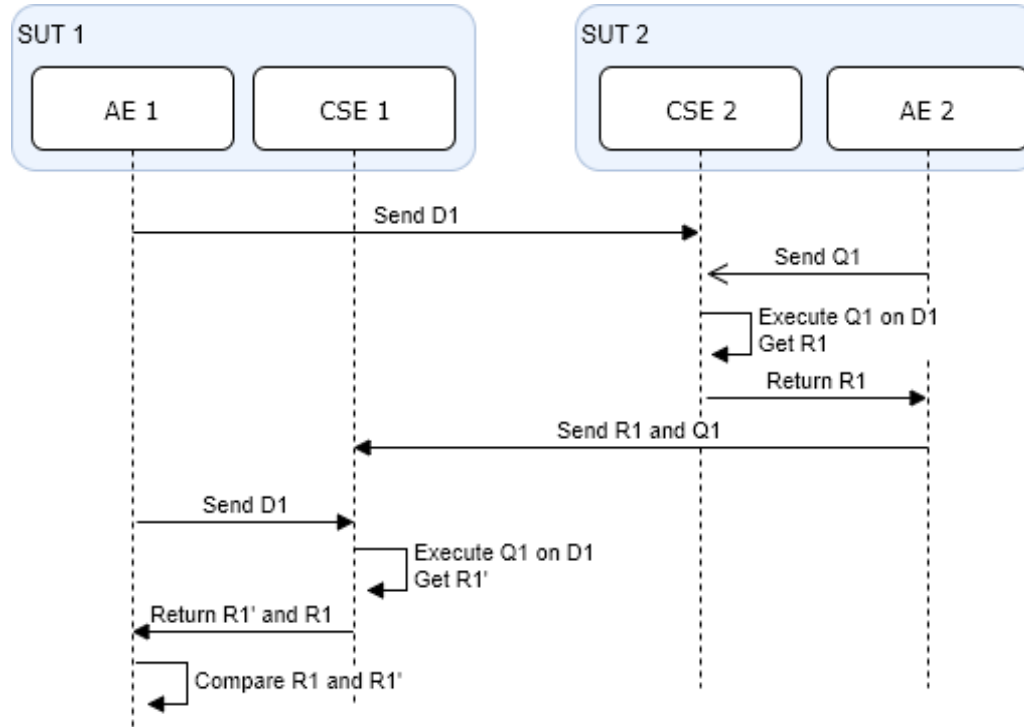 SUT 1
SUT 2
AE 1
CSE 1
CSE 2
AE 2
Send D1
Send Q1
Execute Q1 on D1
Get R1
Return R1
Send R1 and Q1
Send D1
Execute Q1 on D1
Get R1'
Return R1' and R1
Compare R1 and R1'